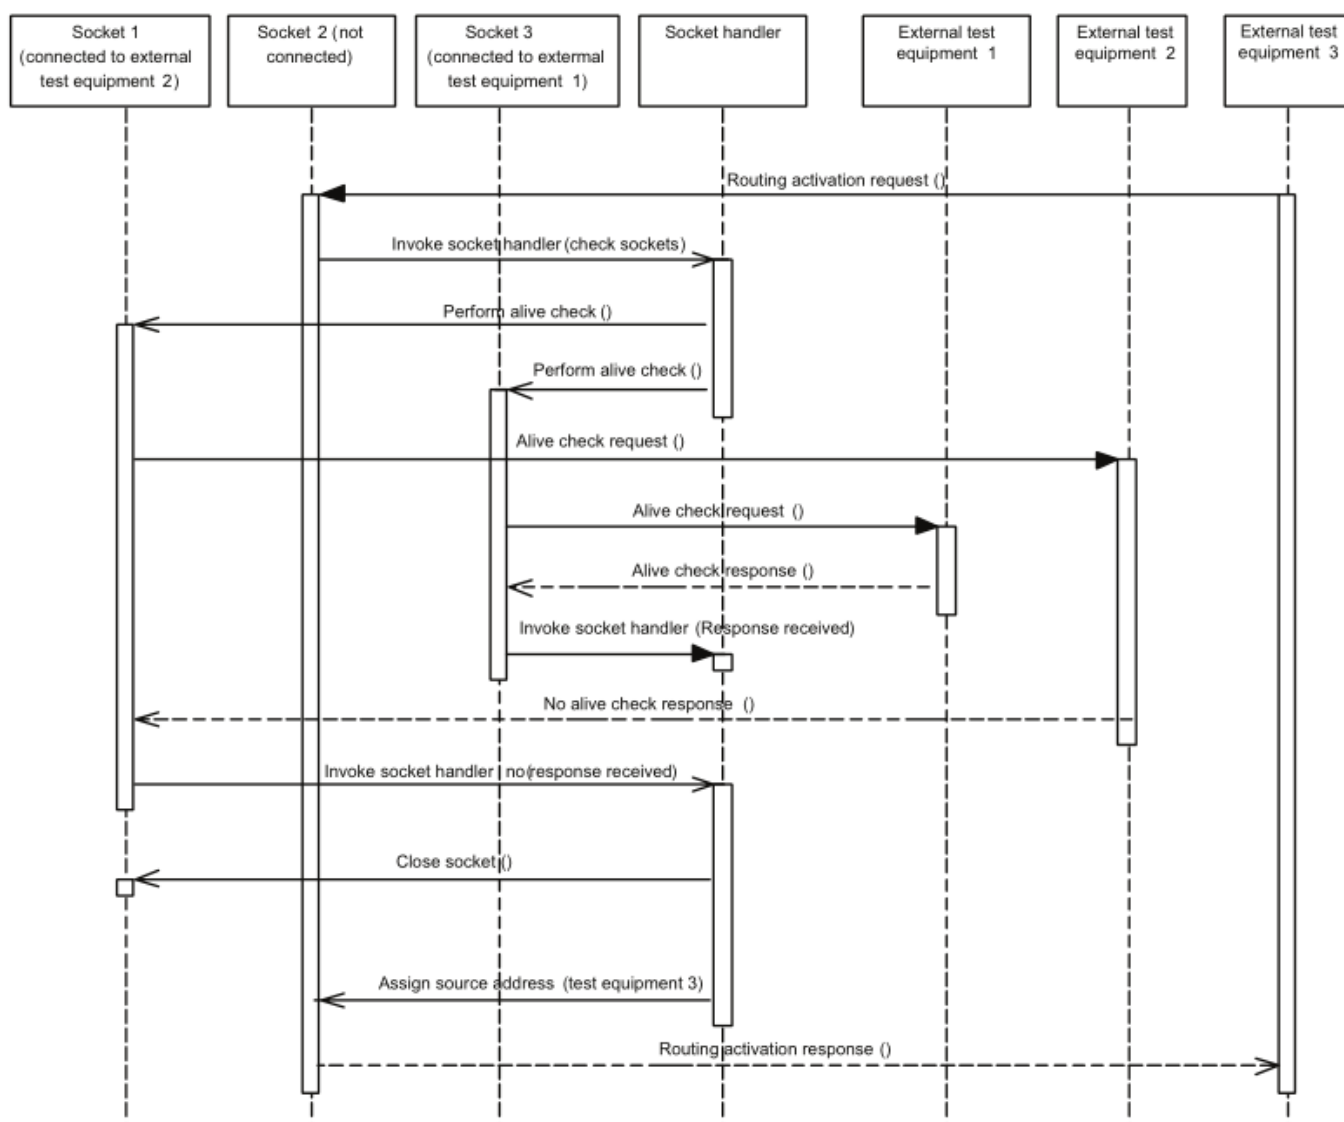 Socket 1
(connected to external
test equipment 2)
Socket 2 (not
connected)
Socket 3
(connected to extermal
test equipment 1)
Socket handler
External test
equipment 1
External test
equipment 2
External test
equipment 3
Routing activation request ()
Invoke socket handler (check sockets)
Perform alive check ()
Perform alive check ()
Alive check request ()
Alive check request ()
Alive check response ()
Invoke socket handler (Response received)
No alive check response ()
Invoke socket handler no(response received)
Close socket ()
Assign source address (test equipment 3)
Routing activation response ()